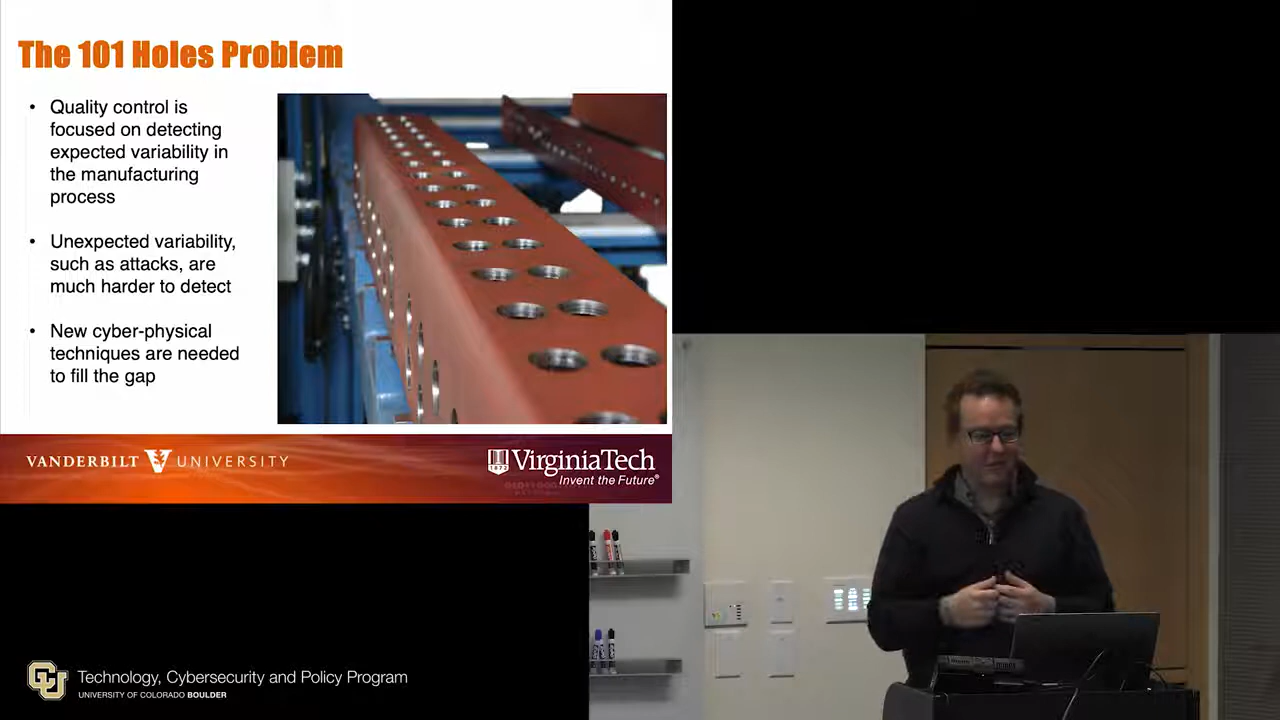 The 101 Holes Problem
• Quality control is
focused on detecting
expected variability in
the manufacturing
process
• Unexpected variability,
such as attacks, are
much harder to detect
• New cyber-physical
techniques are needed
to fill the gap
VANDERBILT V UNIVERSITY
1872
VirginiaTech
Invent the Future®
CU
Technology, Cybersecurity and Policy Program
UNIVERSITY OF COLORADO BOULDER